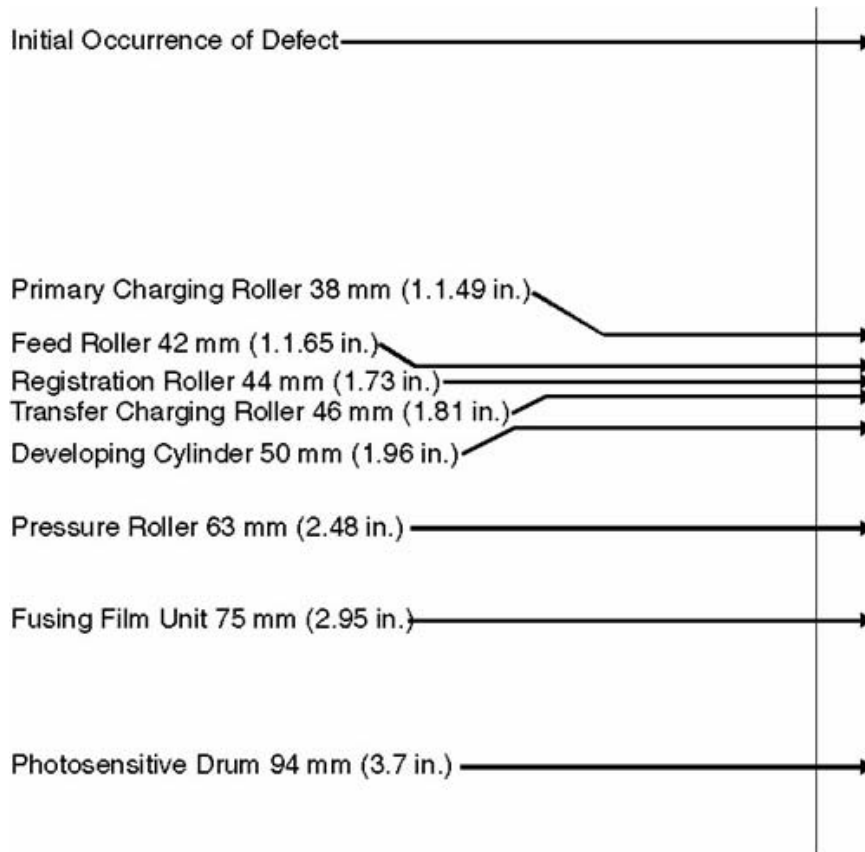 Initial Occurrence of Defect
Primary Charging Roller 38 mm (1.1.49 in.)
Feed Roller 42 mm (1.1.65 in.)
Registration Roller 44 mm (1.73 in.)
Transfer Charging Roller 46 mm (1.81 in.)
Developing Cylinder 50 mm (1.96 in.)
Pressure Roller 63 mm (2.48 in.)
Fusing Film Unit 75 mm (2.95 in.)
Photosensitive Drum 94 mm (3.7 in.)